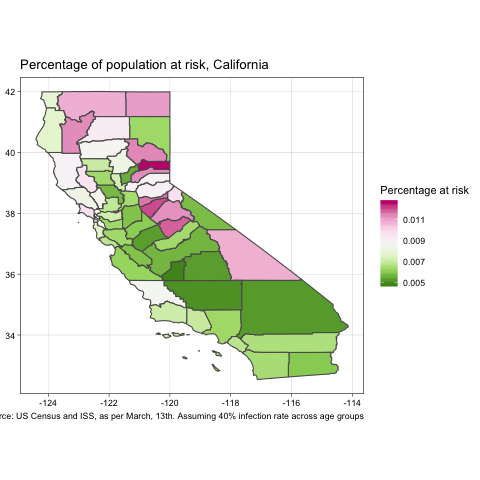 Percentage of population at risk, California
42
40
38
36
34
-124 -122 -120 -118 -116 -114
Percentage at risk
0.011
0.009
0.007
0.005
rce: US Census and ISS, as per March, 13th. Assuming 40% infection rate across age groups